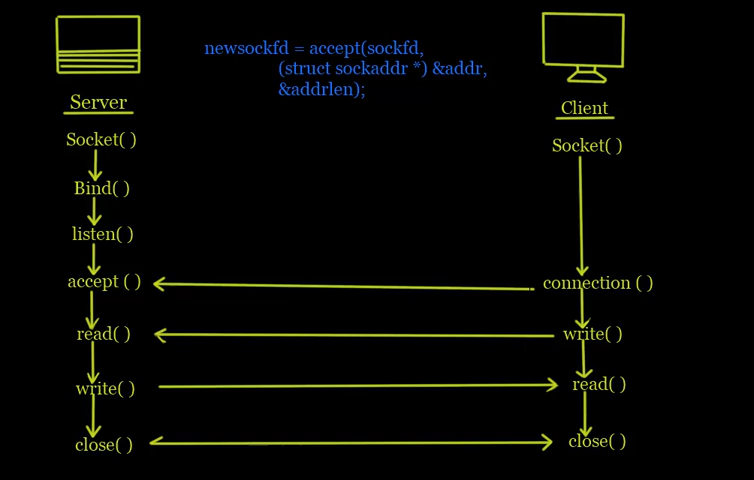 newsockfd = accept(sockfd,
(struct sockaddr *) &addr,
&addrlen);
Server
Socket( )
Bind( )
listen( )
accept ( )
read( )
write( )
close( )
Client
Socket( )
connection ( )
write( )
read( )
close( )